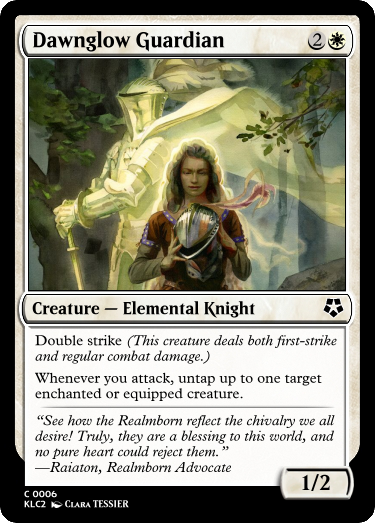 Dawnglow Guardian 2
Creature — Elemental Knight
Double strike (This creature deals both first-strike
and regular combat damage.)
Whenever you attack, untap up to one target
enchanted or equipped creature.
“See how the Realmborn reflect the chivalry we all
desire! Truly, they are a blessing to this world, and
no pure heart could reject them.”
—Raiaton, Realmborn Advocate
1/2
C 0006
KLC2 Clara Tessier